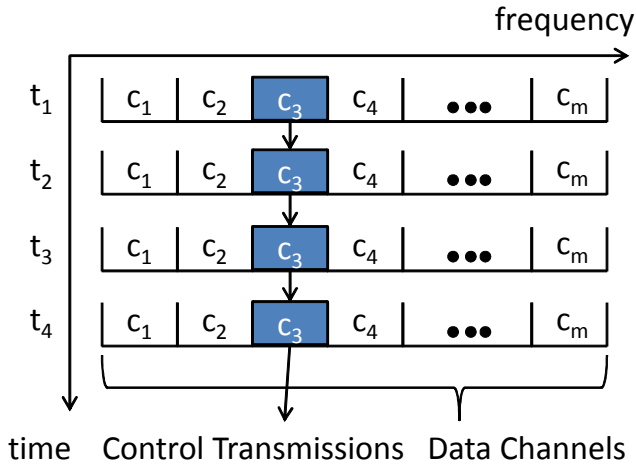 frequency
t1 c1 c2 c3 c4 ●●● cm
t2 c1 c2 c3 c4 ●●● cm
t3 c1 c2 c3 c4 ●●● cm
t4 c1 c2 c3 c4 ●●● cm
time Control Transmissions Data Channels